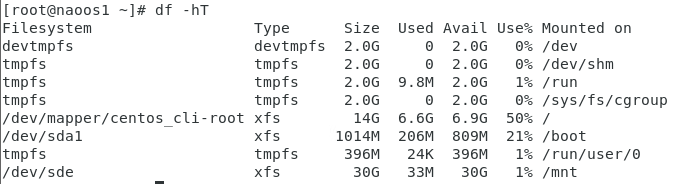 [root@naoos1 ~]# df -hT
Filesystem                  Type      Size  Used Avail Use% Mounted on
devtmpfs                    devtmpfs  2.0G     0  2.0G   0% /dev
tmpfs                       tmpfs     2.0G     0  2.0G   0% /dev/shm
tmpfs                       tmpfs     2.0G  9.8M  2.0G   1% /run
tmpfs                       tmpfs     2.0G     0  2.0G   0% /sys/fs/cgroup
/dev/mapper/centos_cli-root xfs        14G  6.6G  6.9G  50% /
/dev/sda1                   xfs      1014M  206M  809M  21% /boot
tmpfs                       tmpfs     396M   24K  396M   1% /run/user/0
/dev/sde                    xfs        30G   33M   30G   1% /mnt